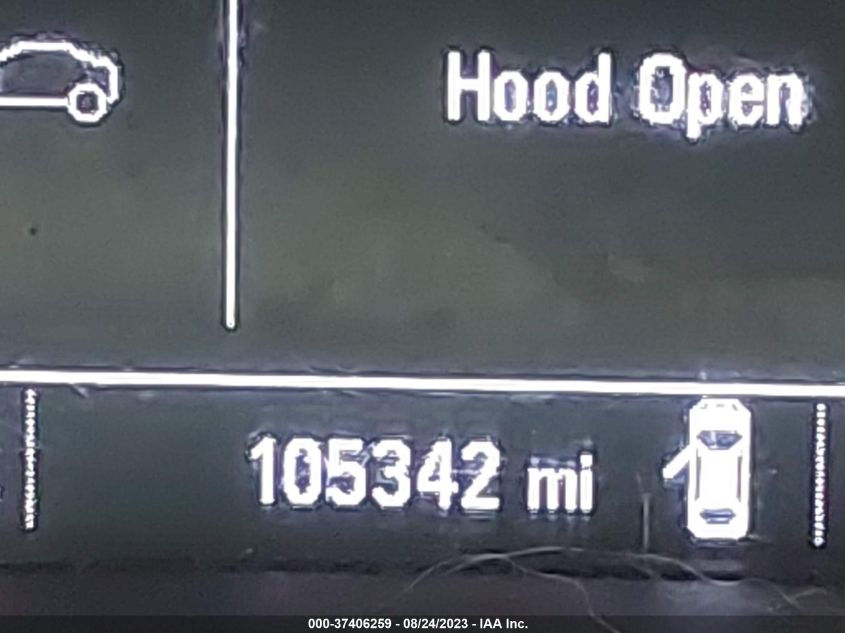 Hood Open
105342 mi
000-37406259 - 08/24/2023 - IAA Inc.